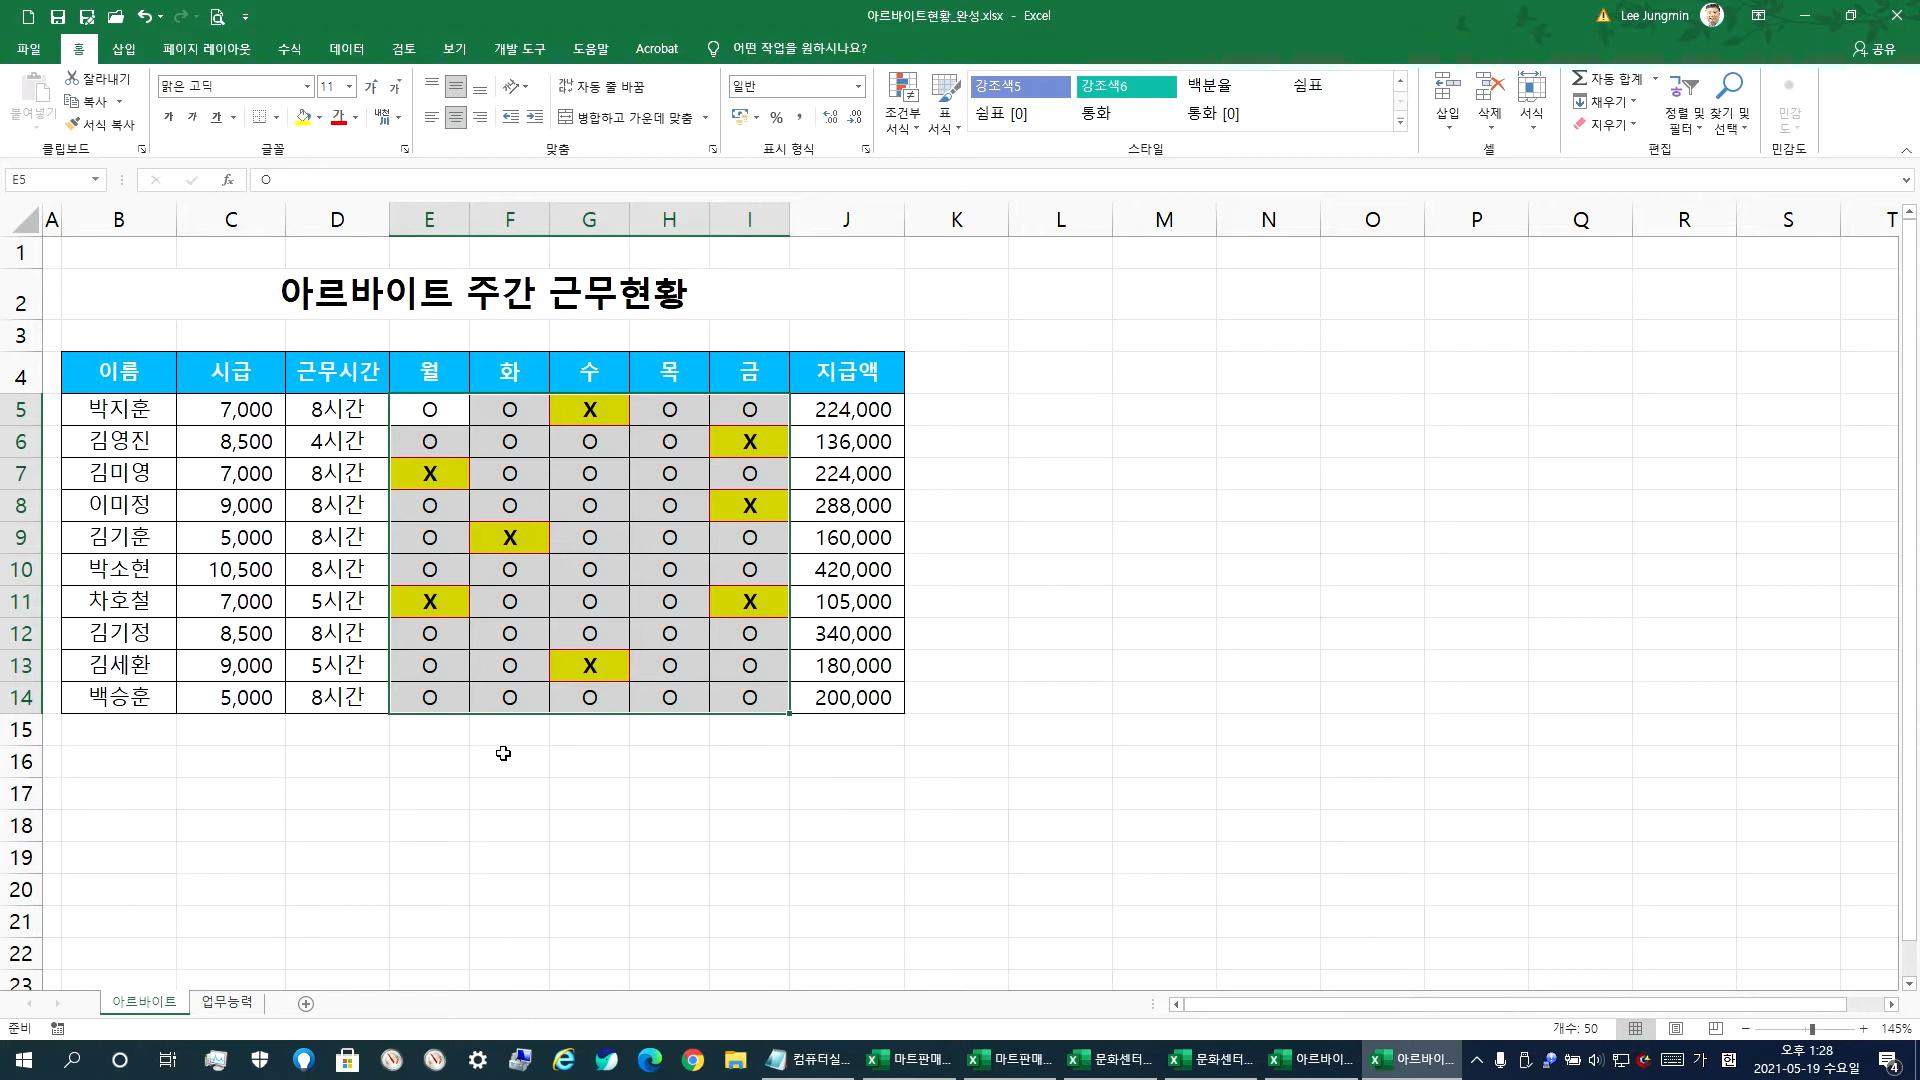 아르바이트현황_완성.xlsx - Excel
Lee Jungmin
파일 홈 삽입 페이지 레이아웃 수식 데이터 검토 보기 개발 도구 도움말 Acrobat 어떤 작업을 원하시나요? 공유
붙여넣기 잘라내기 복사 서식 복사 클립보드
맑은 고딕 11 가 가 가 가 가 내천 글꼴
자동 줄 바꿈 병합하고 가운데 맞춤 맞춤
일반 % , 표시 형식
조건부 서식 표 서식 강조색5 강조색6 백분율 쉼표
쉼표 [0] 통화 통화 [0] 스타일
삽입 삭제 서식 셀
자동 합계 채우기 지우기 정렬 및 필터 찾기 및 선택 편집
민감도 민감도
E5 fx O
A B C D E F G H I J K L M N O P Q R S T
1
2 아르바이트 주간 근무현황
3
4 이름 시급 근무시간 월 화 수 목 금 지급액
5 박지훈 7,000 8시간 O O X O O 224,000
6 김영진 8,500 4시간 O O O O X 136,000
7 김미영 7,000 8시간 X O O O O 224,000
8 이미정 9,000 8시간 O O O O X 288,000
9 김기훈 5,000 8시간 O X O O O 160,000
10 박소현 10,500 8시간 O O O O O 420,000
11 차호철 7,000 5시간 X O O O X 105,000
12 김기정 8,500 8시간 O O O O O 340,000
13 김세환 9,000 5시간 O O X O O 180,000
14 백승훈 5,000 8시간 O O O O O 200,000
15
16
17
18
19
20
21
22
23
아르바이트 업무능력
준비 개수: 50 145%
컴퓨터실... 마트판매... 마트판매... 문화센터... 문화센터... 아르바이... 아르바이... 가 한 오후 1:28
2021-05-19 수요일 4